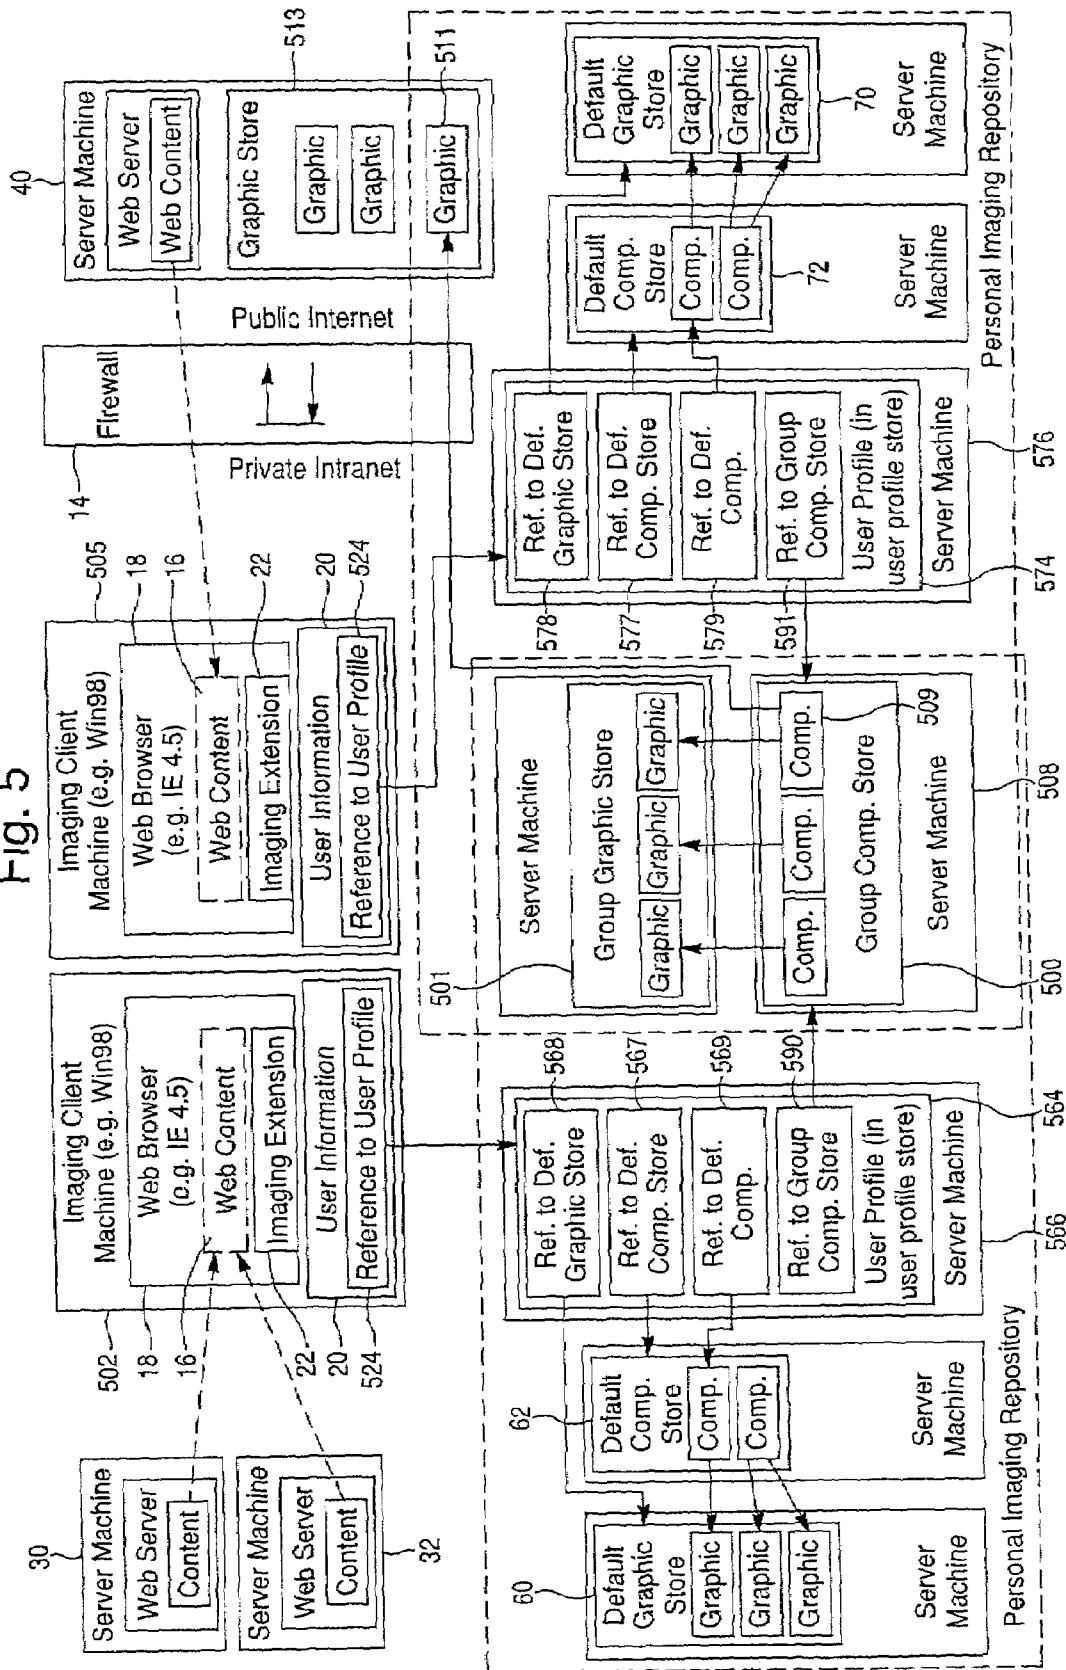 Fig. 5
30
Server Machine
Web Server
Content
Server Machine
Web Server
Content
32
502
18
16
22
20
524
Imaging Client
Machine (e.g. Win98)
Web Browser
(e.g. IE 4.5)
Web Content
Imaging Extension
User Information
Reference to User Profile
Imaging Client
Machine (e.g. Win98)
Web Browser
(e.g. IE 4.5)
Web Content
Imaging Extension
User Information
Reference to User Profile
505
18
16
22
20
524
14
Firewall
Private Intranet
Public Internet
40
Server Machine
Web Server
Web Content
Graphic Store
Graphic
Graphic
Graphic
513
511
60
Default
Graphic
Store
Graphic
Graphic
Graphic
Server
Machine
62
Default
Comp.
Store
Comp.
Comp.
Server
Machine
Personal Imaging Repository
Ref. to Def.
Graphic Store
Ref. to Def.
Comp. Store
Ref. to Def.
Comp.
Ref. to Group
Comp. Store
User Profile (in
user profile store)
Server Machine
568
567
569
590
564
566
501
Server Machine
Group Graphic Store
Graphic
Graphic
Graphic
Comp.
Comp.
Comp.
Group Comp. Store
Server Machine
509
500
508
578
577
579
591
Ref. to Def.
Graphic Store
Ref. to Def.
Comp. Store
Ref. to Def.
Comp.
Ref. to Group
Comp. Store
User Profile (in
user profile store)
Server Machine
574
576
Default
Comp.
Store
Comp.
Comp.
72
Server
Machine
Default
Graphic
Store
Graphic
Graphic
Graphic
70
Server
Machine
Personal Imaging Repository